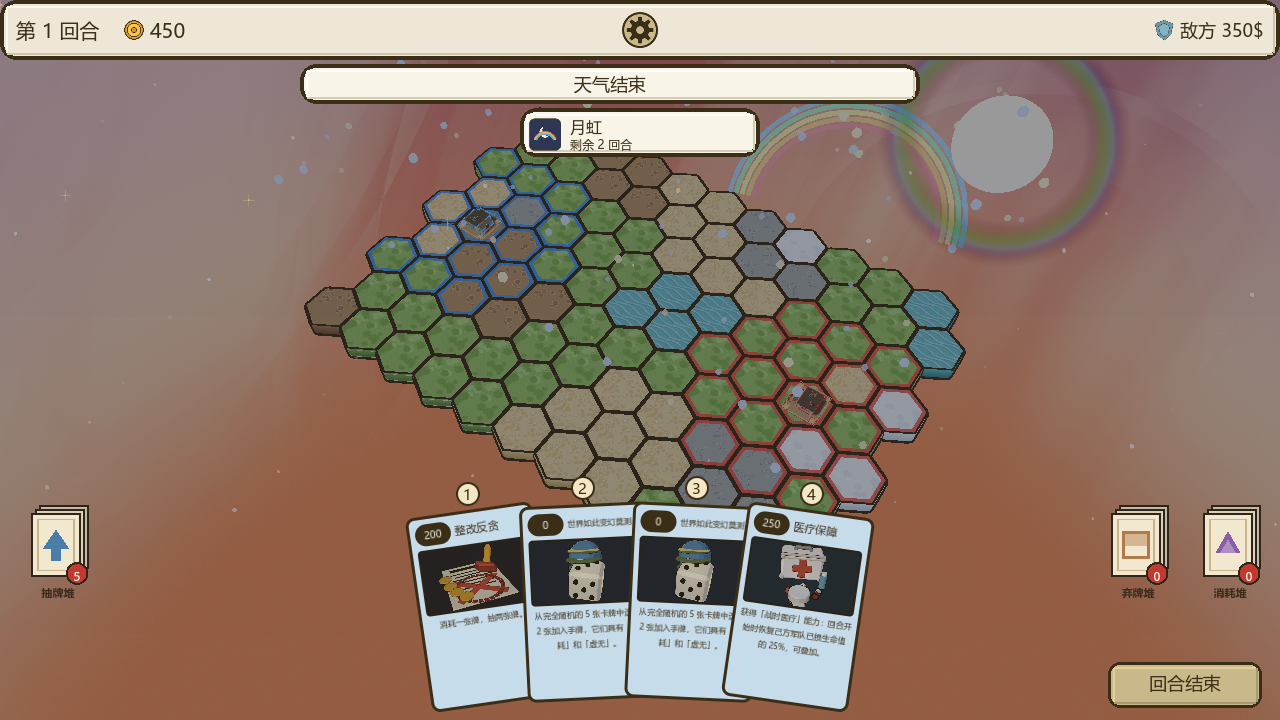 第 1 回合
450
敌方 350$
天气结束
月虹
剩余 2 回合
1
2
3
4
200
整改反贪
消耗一张牌，抽两张牌。
0
世界如此变幻莫测
从完全随机的 5 张卡牌中
2 张加入手牌，它们具有
耗」和「虚无」。
0
世界如此变幻莫测
从完全随机的 5 张卡牌中
2 张加入手牌，它们具有
耗」和「虚无」。
250
医疗保障
获得「战时医疗」能力：回合开
始时恢复己方军队已损生命值
的 25%，可叠加。
5
抽牌堆
0
弃牌堆
0
消耗堆
回合结束